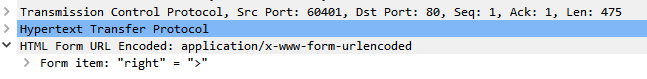 Transmission Control Protocol, Src Port: 60401, Dst Port: 80, Seq: 1, Ack: 1, Len: 475
Hypertext Transfer Protocol
HTML Form URL Encoded: application/x-www-form-urlencoded
Form item: "right" = ">"